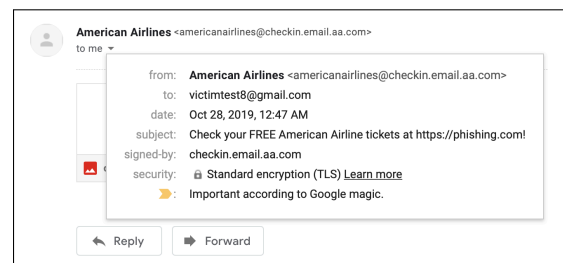 American Airlines <americanairlines@checkin.email.aa.com>
to me
from: American Airlines <americanairlines@checkin.email.aa.com>
to: victimtest8@gmail.com
date: Oct 28, 2019, 12:47 AM
subject: Check your FREE American Airline tickets at https://phishing.com!
signed-by: checkin.email.aa.com
security: Standard encryption (TLS) Learn more
: Important according to Google magic.
Reply Forward